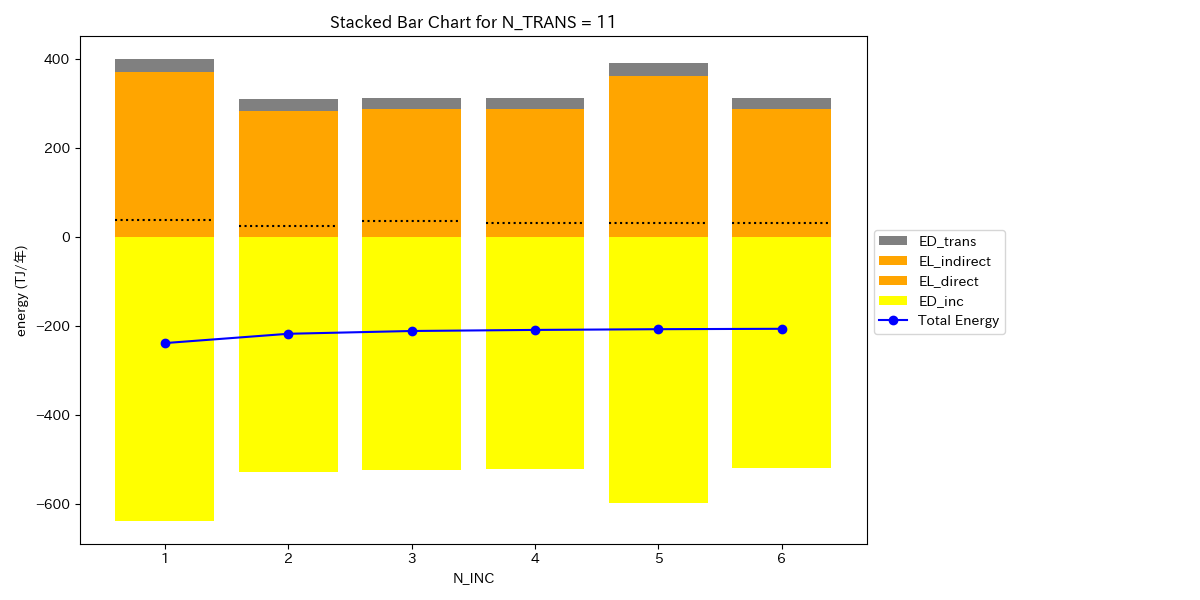 Stacked Bar Chart for N_TRANS = 11
energy (TJ/年)
400
200
0
−200
−400
−600
1 2 3 4 5 6
N_INC
ED_trans
EL_indirect
EL_direct
ED_inc
Total Energy